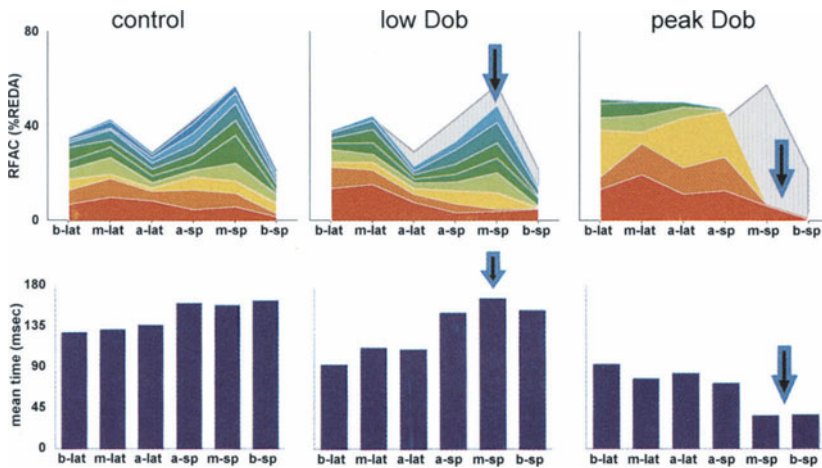 control low Dob peak Dob
RFAC (%REDA)
80
40
0
b-lat m-lat a-lat a-sp m-sp b-sp
b-lat m-lat a-lat a-sp m-sp b-sp
b-lat m-lat a-lat a-sp m-sp b-sp
mean time (msec)
180
135
90
45
0
b-lat m-lat a-lat a-sp m-sp b-sp
b-lat m-lat a-lat a-sp m-sp b-sp
b-lat m-lat a-lat a-sp m-sp b-sp